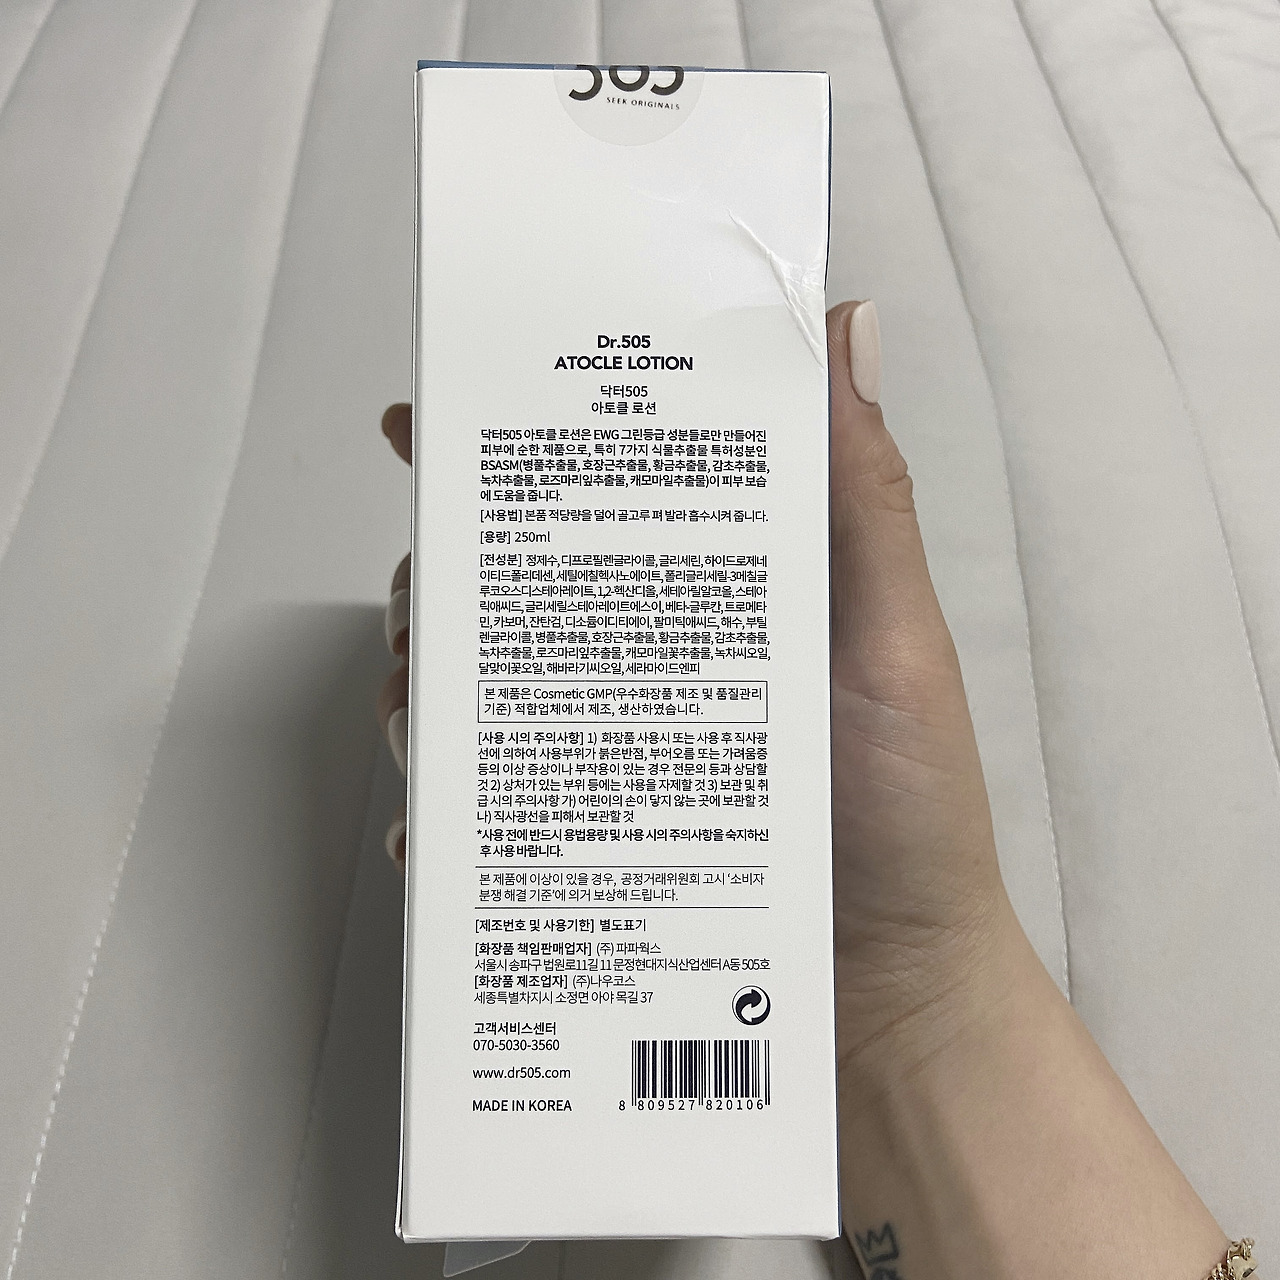 505
SEEK ORIGINALS
Dr.505
ATOCLE LOTION
닥터505
아토클 로션
닥터505 아토클 로션은 EWG 그린등급 성분들로만 만들어진
피부에 순한 제품으로, 특히 7가지 식물추출물 특허성분인
BSASM(병풀추출물, 호장근추출물, 황금추출물, 감초추출물,
녹차추출물, 로즈마리잎추출물, 캐모마일추출물)이 피부 보습
에 도움을 줍니다.
[사용법] 본품 적당량을 덜어 골고루 펴 발라 흡수시켜 줍니다.
[용량] 250ml
[전성분] 정제수, 디프로필렌글라이콜, 글리세린, 하이드로제네
이티드폴리데센, 세틸에칠헥사노에이트, 폴리글리세릴-3메칠글
루코오스디스테아레이트, 1,2-헥산디올, 세테아릴알코올, 스테아
릭애씨드, 글리세릴스테아레이트에스이, 베타-글루칸, 트로메타
민, 카보머, 잔탄검, 디소듐이디티에이, 팔미틱애씨드, 해수, 부틸
렌글라이콜, 병풀추출물, 호장근추출물, 황금추출물, 감초추출물,
녹차추출물, 로즈마리잎추출물, 캐모마일꽃추출물, 녹차씨오일,
달맞이꽃오일, 해바라기씨오일, 세라마이드엔피
본 제품은 Cosmetic GMP(우수화장품 제조 및 품질관리
기준) 적합업체에서 제조, 생산하였습니다.
[사용 시의 주의사항] 1) 화장품 사용시 또는 사용 후 직사광
선에 의하여 사용부위가 붉은반점, 부어오름 또는 가려움증
등의 이상 증상이나 부작용이 있는 경우 전문의 등과 상담할
것 2) 상처가 있는 부위 등에는 사용을 자제할 것 3) 보관 및 취
급 시의 주의사항 가) 어린이의 손이 닿지 않는 곳에 보관할 것
나) 직사광선을 피해서 보관할 것
*사용 전에 반드시 용법용량 및 사용 시의 주의사항을 숙지하신
후 사용 바랍니다.
본 제품에 이상이 있을 경우, 공정거래위원회 고시 '소비자
분쟁 해결 기준'에 의거 보상해 드립니다.
[제조번호 및 사용기한] 별도표기
[화장품 책임판매업자] (주) 파파웍스
서울시 송파구 법원로11길 11 문정현대지식산업센터 A동 505호
[화장품 제조업자] (주)나우코스
세종특별자치시 소정면 아야목길 37
고객서비스센터
070-5030-3560
www.dr505.com
MADE IN KOREA
8 809527 820106